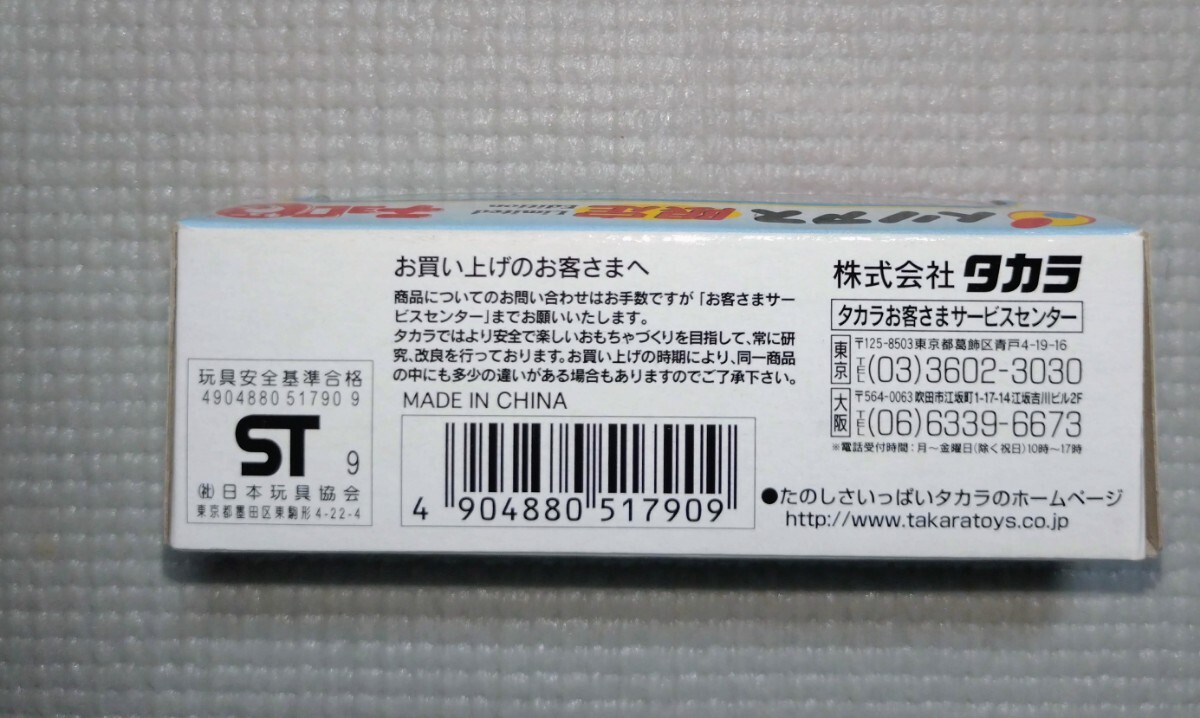 チョロQ Limited Edition 限定 トリアス
お買い上げのお客さまへ
商品についてのお問い合わせはお手数ですが「お客さまサー
ビスセンター」までお願いいたします。
タカラではより安全で楽しいおもちゃづくりを目指して、常に研
究、改良を行っております。お買い上げの時期により、同一商品
の中にも多少の違いがある場合もありますのでご了承下さい。
MADE IN CHINA
4 904880 517909
玩具安全基準合格
4904880 51790 9
ST 9
㈳日本玩具協会
東京都墨田区東駒形4-22-4
株式会社 タカラ
タカラお客さまサービスセンター
東京 〒125-8503東京都葛飾区青戸4-19-16
TEL(03)3602-3030
大阪 〒564-0063 吹田市江坂町1-17-14江坂吉川ビル2F
TEL(06)6339-6673
※電話受付時間：月〜金曜日(除く祝日)10時〜17時
●たのしさいっぱいタカラのホームページ
http://www.takaratoys.co.jp